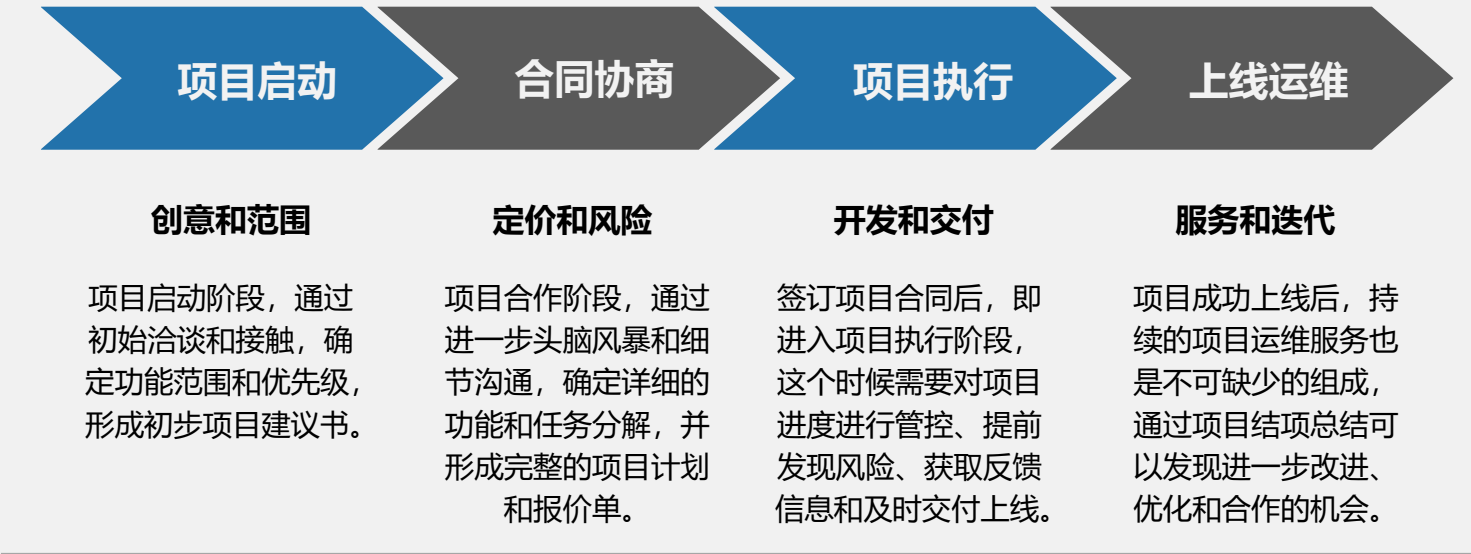 项目启动
合同协商
项目执行
上线运维
创意和范围
定价和风险
开发和交付
服务和迭代
项目启动阶段，通过
初始洽谈和接触，确
定功能范围和优先级，
形成初步项目建议书。
项目合作阶段，通过
进一步头脑风暴和细
节沟通，确定详细的
功能和任务分解，并
形成完整的项目计划
和报价单。
签订项目合同后，即
进入项目执行阶段，
这个时候需要对项目
进度进行管控、提前
发现风险、获取反馈
信息和及时交付上线。
项目成功上线后，持
续的项目运维服务也
是不可缺少的组成，
通过项目结项总结可
以发现进一步改进、
优化和合作的机会。